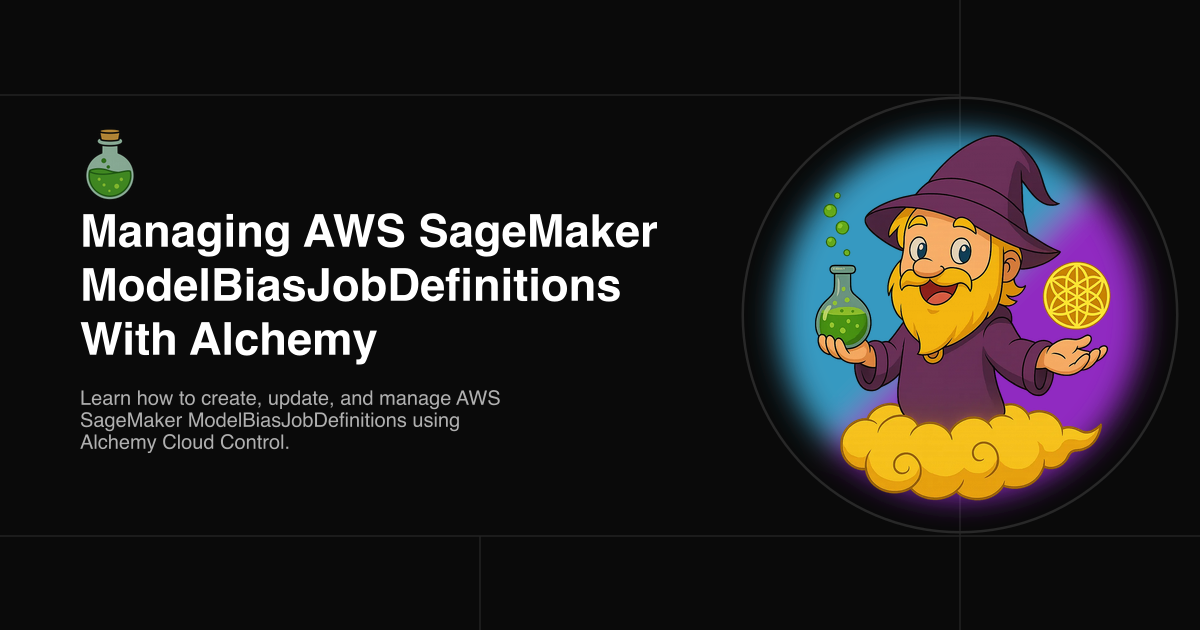 Managing AWS SageMaker
ModelBiasJobDefinitions
With Alchemy
Learn how to create, update, and manage AWS
SageMaker ModelBiasJobDefinitions using
Alchemy Cloud Control.